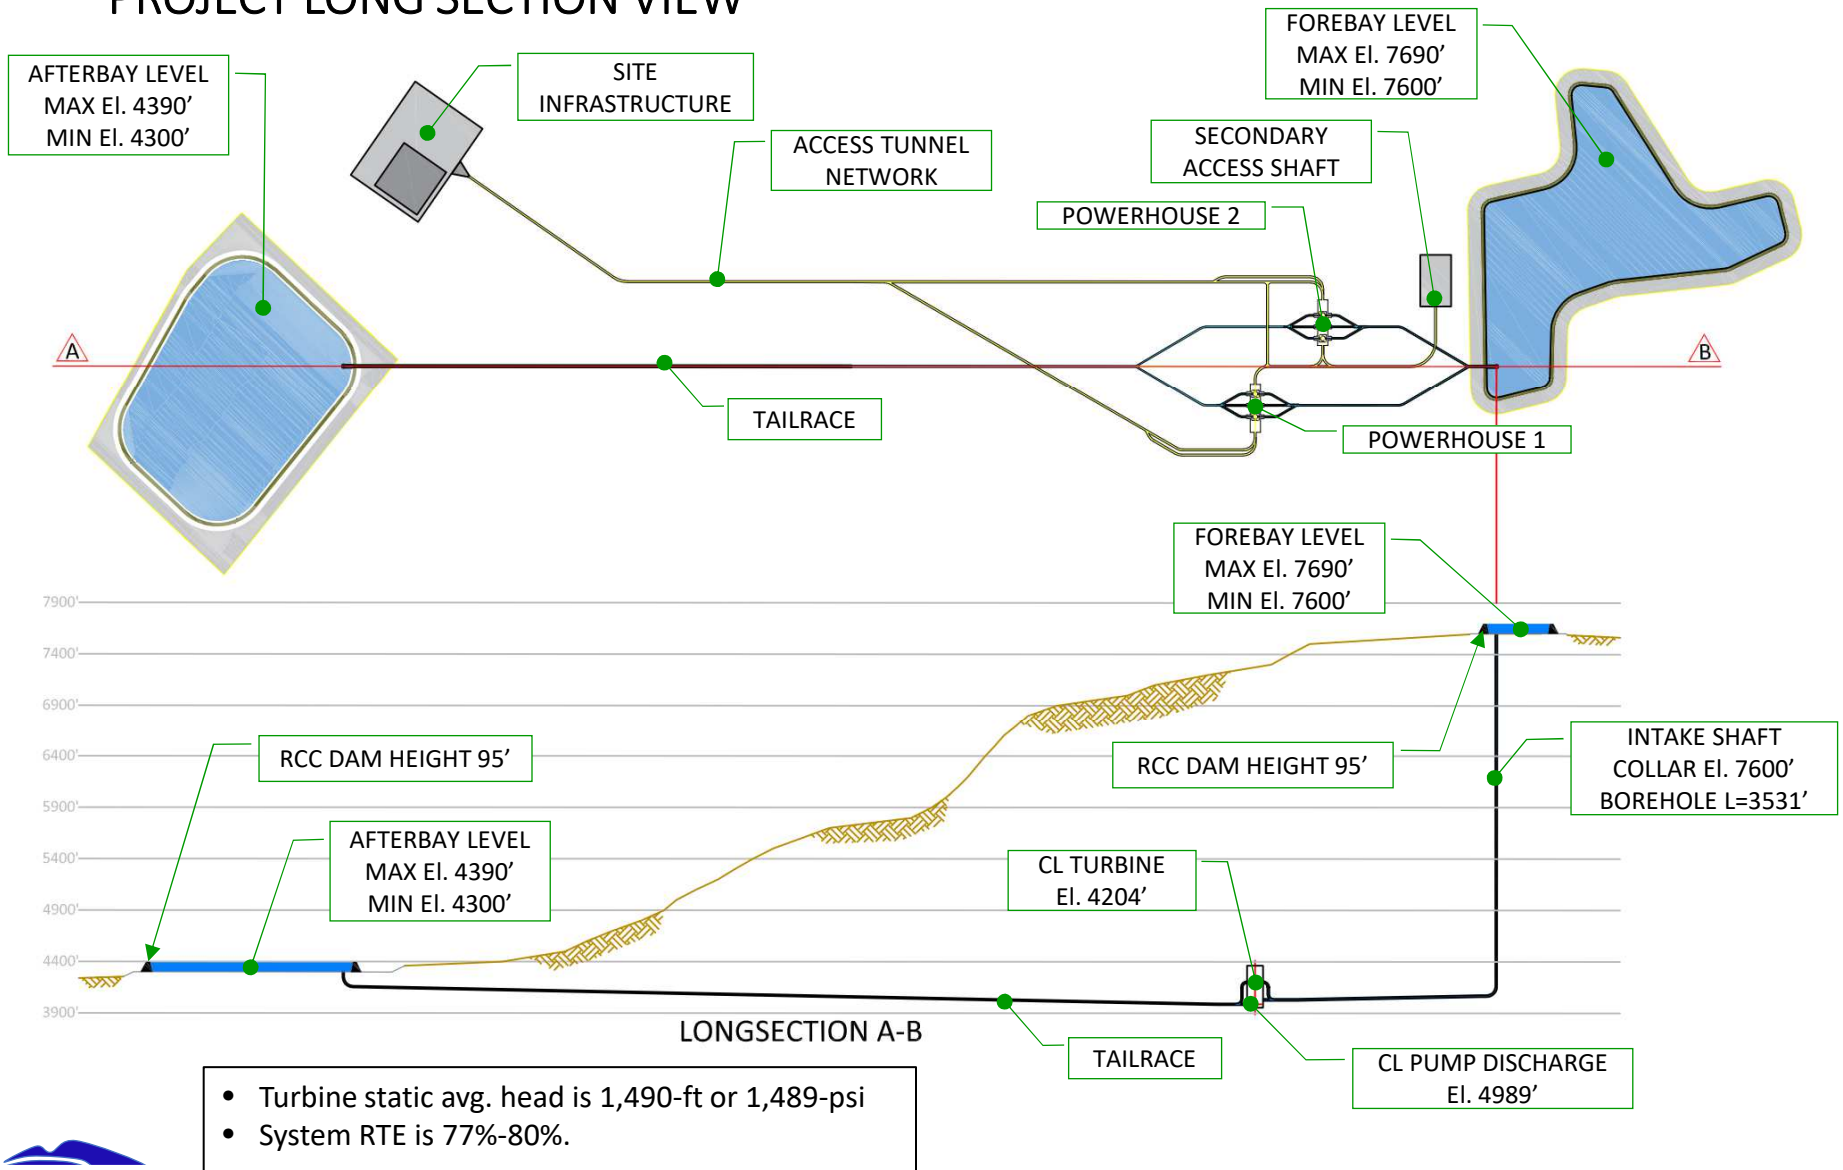 PROJECT LONG SECTION VIEW
AFTERBAY LEVEL
MAX El. 4390’
MIN El. 4300’
SITE
INFRASTRUCTURE
ACCESS TUNNEL
NETWORK
FOREBAY LEVEL
MAX El. 7690’
MIN El. 7600’
SECONDARY
ACCESS SHAFT
POWERHOUSE 2
A
B
TAILRACE
POWERHOUSE 1
FOREBAY LEVEL
MAX El. 7690’
MIN El. 7600’
7900'
7400'
6900'
6400'
5900'
5400'
4900'
4400'
3900'
RCC DAM HEIGHT 95’
RCC DAM HEIGHT 95’
INTAKE SHAFT
COLLAR El. 7600’
BOREHOLE L=3531’
AFTERBAY LEVEL
MAX El. 4390’
MIN El. 4300’
CL TURBINE
El. 4204’
LONGSECTION A-B
TAILRACE
CL PUMP DISCHARGE
El. 4989’
• Turbine static avg. head is 1,490-ft or 1,489-psi
• System RTE is 77%-80%.